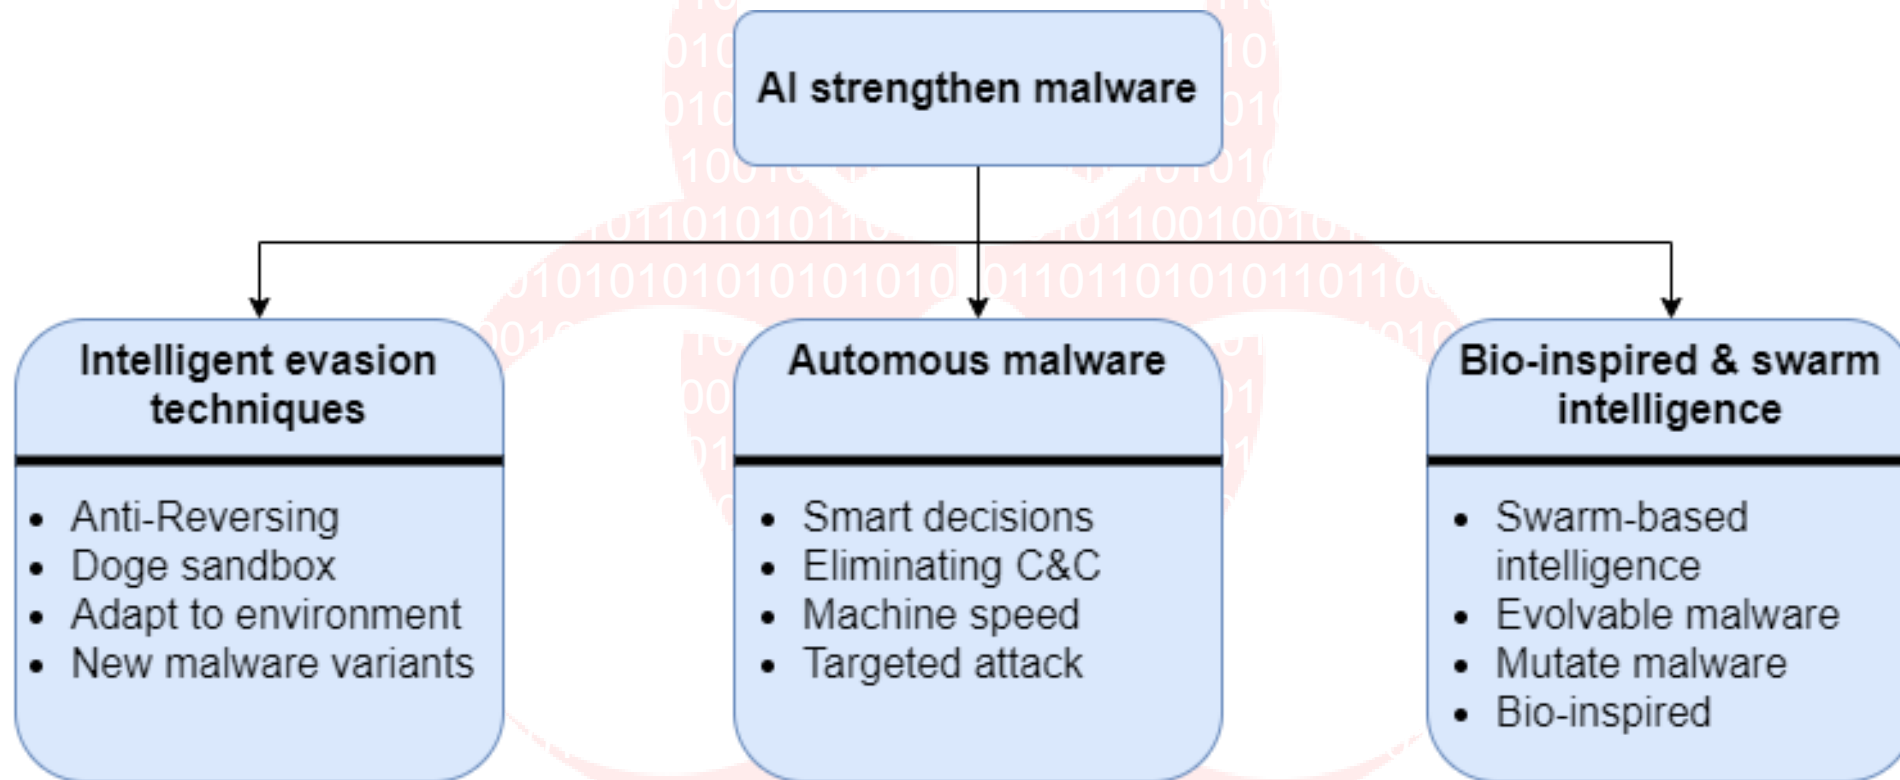 AI strengthen malware
Intelligent evasion
techniques
Anti-Reversing
Doge sandbox
Adapt to environment
New malware variants
Automous malware
Smart decisions
Eliminating C&C
Machine speed
Targeted attack
Bio-inspired & swarm
intelligence
Swarm-based
intelligence
Evolvable malware
Mutate malware
Bio-inspired